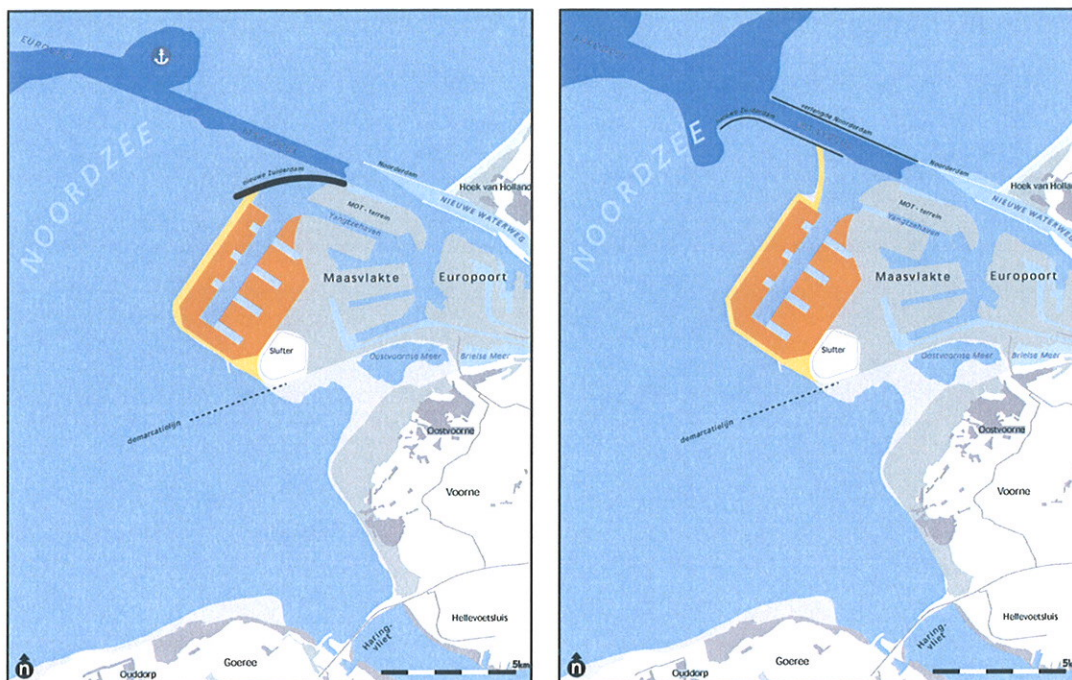 EUROGEUL
MAASGEUL
NOORDZEE
nieuwe Zuiderdam
Noorderdam
Hoek van Holland
NIEUWE WATERWEG
MOT - terrein
Yangtzehaven
Maasvlakte
Europoort
Slufter
Oostvoornse Meer
Brielse Meer
demarcatielijn
Oostvoorne
Voorne
Hellevoetsluis
Haring-
vliet
Goeree
Ouddorp
n
5km
verlengde Noorderdam
nieuwe Zuiderdam
NOORDZEE
Noorderdam
Hoek van Holland
NIEUWE WATERWEG
MOT - terrein
Yangtzehaven
Maasvlakte
Europoort
Slufter
Oostvoornse Meer
Brielse Meer
demarcatielijn
Oostvoorne
Voorne
Hellevoetsluis
Haring-
vliet
Goeree
Ouddorp
n
5k